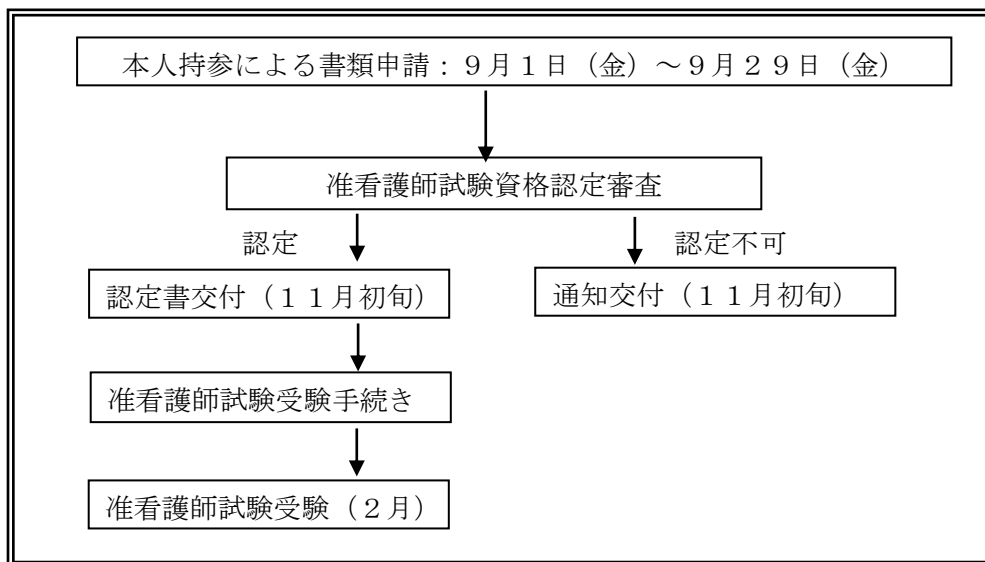 本人持参による書類申請：９月１日（金）～９月２９日（金）
准看護師試験資格認定審査
認定
認定不可
認定書交付（１１月初旬）
通知交付（１１月初旬）
准看護師試験受験手続き
准看護師試験受験（２月）